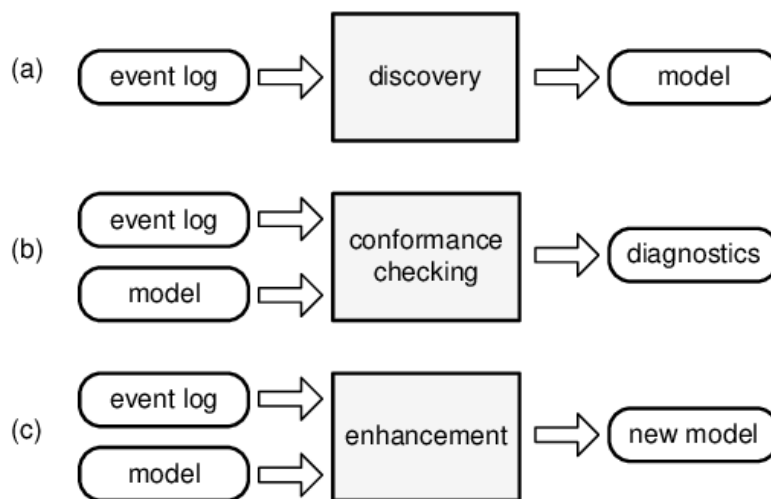 (a)
event log
discovery
model
(b)
event log
model
conformance
checking
diagnostics
(c)
event log
model
enhancement
new model